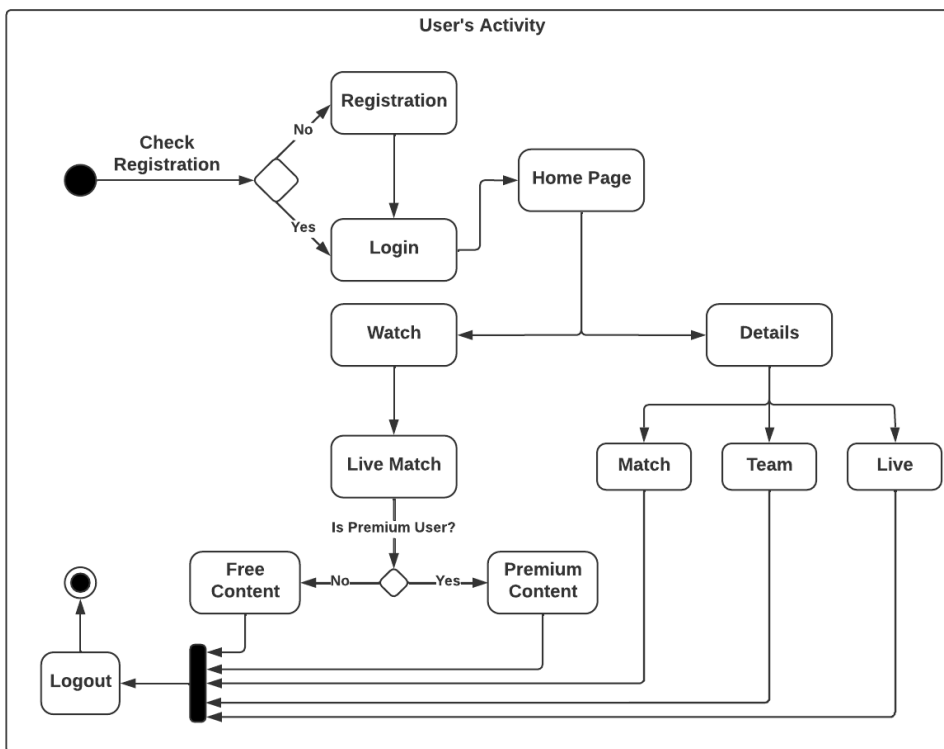 User's Activity
Registration
No
Check
Registration
Home Page
Yes
Login
Watch
Details
Live Match
Match
Team
Live
Is Premium User?
Free
Content
No
Yes
Premium
Content
Logout